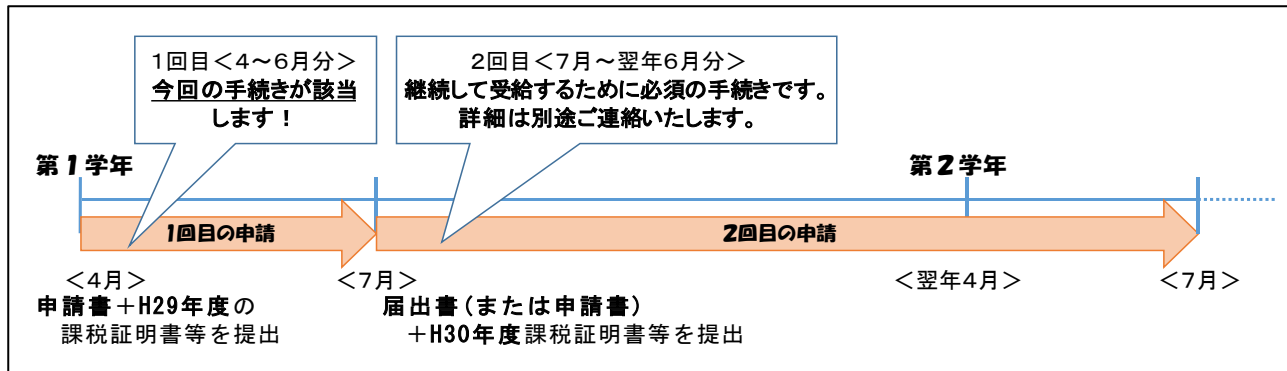 1回目<4~6月分>
今回の手続きが該当
します!
2回目<7月~翌年6月分>
継続して受給するために必須の手続きです。
詳細は別途ご連絡いたします。
第1学年
第2学年
1回目の申請
2回目の申請
<4月>
<7月>
<翌年4月>
<7月>
申請書+H29年度の
課税証明書等を提出
届出書(または申請書)
+H30年度課税証明書等を提出